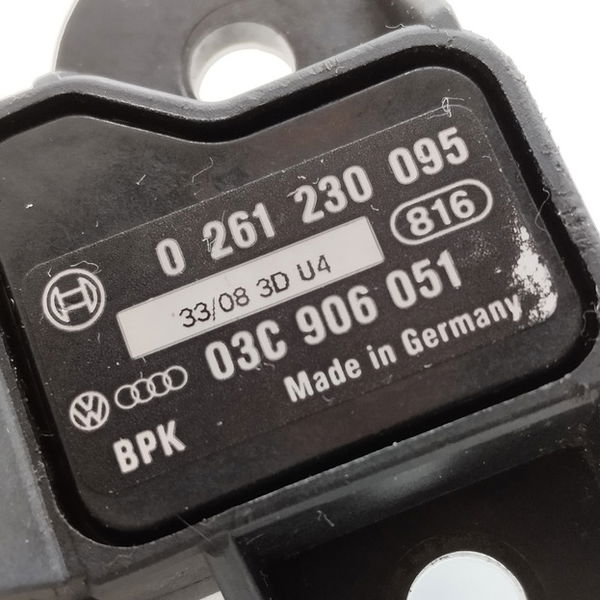 0 261 230 095
33/08 3D U4
816
03C 906 051
Made in Germany
BPK